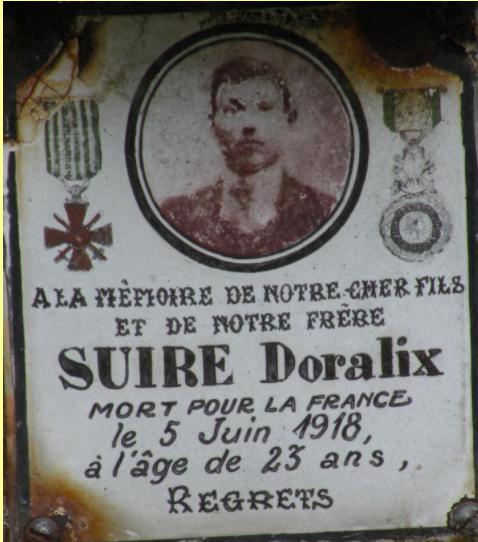 A LA MÈMOIRE DE NOTRE CHER FILS
ET DE NOTRE FRÈRE
SUIRE Doralix
MORT POUR LA FRANCE
le 5 Juin 1918,
à l'âge de 23 ans,
REGRETS